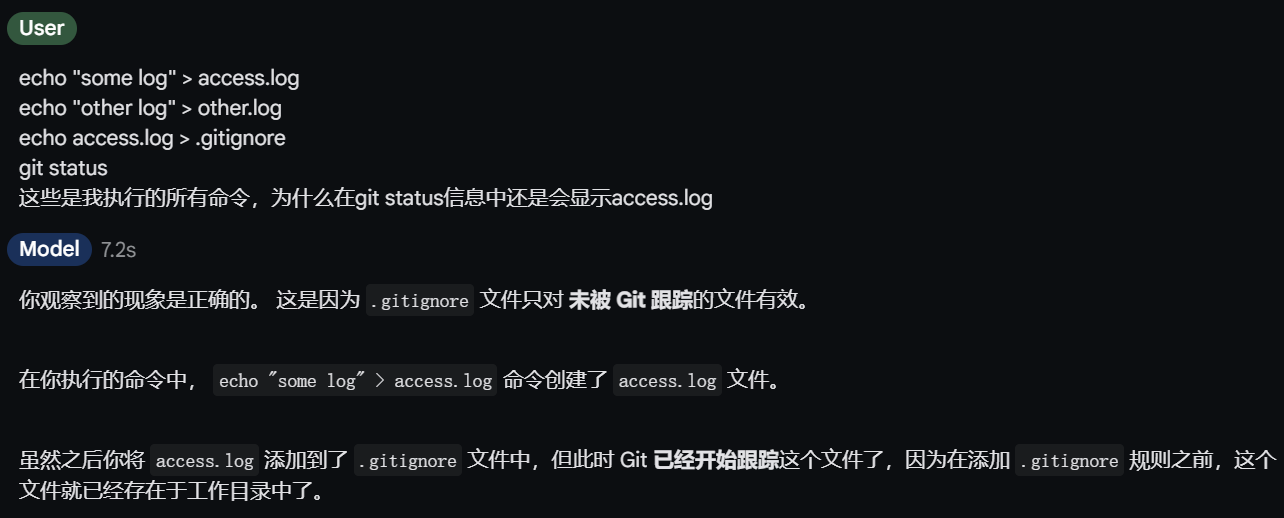 User
echo "some log" > access.log
echo "other log" > other.log
echo access.log > .gitignore
git status
这些是我执行的所有命令，为什么在git status信息中还是会显示access.log
Model 7.2s
你观察到的现象是正确的。 这是因为 .gitignore 文件只对 未被 Git 跟踪的文件有效。
在你执行的命令中， echo "some log" > access.log 命令创建了 access.log 文件。
虽然之后你将 access.log 添加到了 .gitignore 文件中，但此时 Git 已经开始跟踪这个文件了，因为在添加 .gitignore 规则之前，这个
文件就已经存在于工作目录中了。